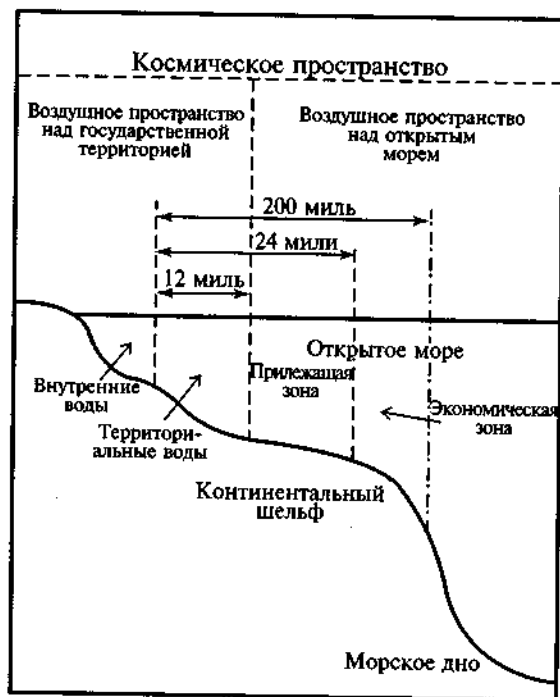 Космическое пространство
Воздушное пространство
над государственной
территорией
Воздушное пространство
над открытым
морем
200 миль
24 мили
12 миль
Открытое море
Внутренние
воды
Территори-
альные воды
Прилежащая
зона
Экономическая
зона
Континентальный
шельф
Морское дно